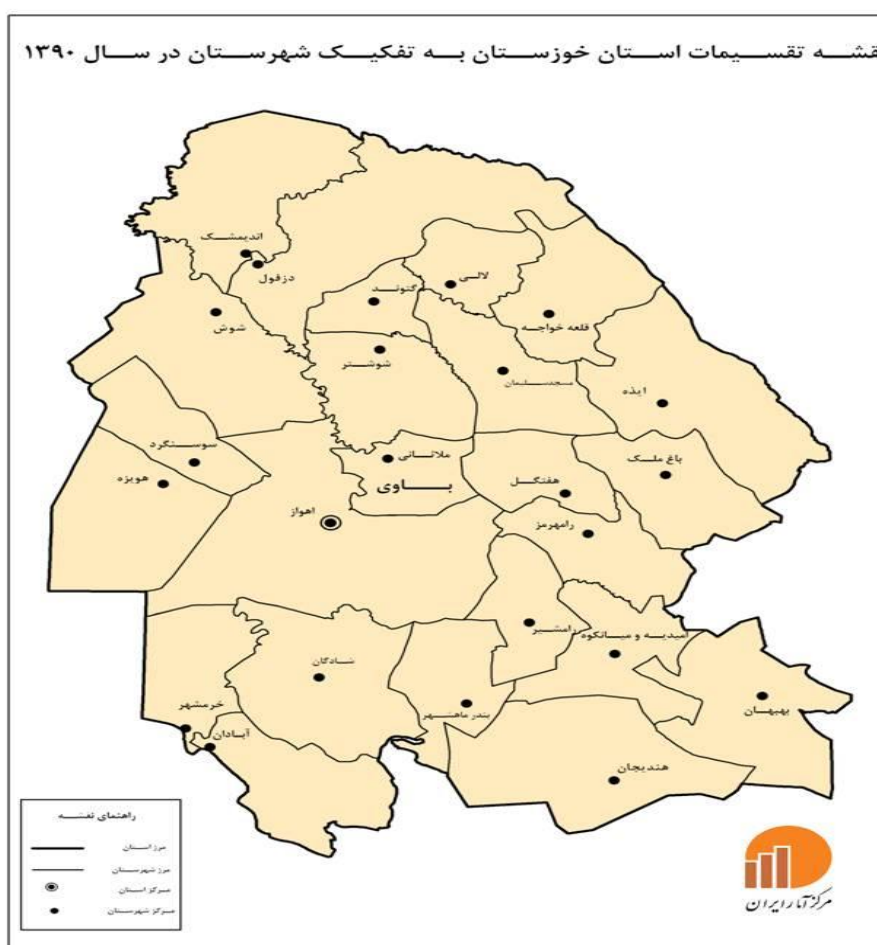 نقشه تقسیمات استان خوزستان به تفکیک شهرستان در سال ۱۳۹۰
اندیمشک
دزفول
لالی
گتوند
شوش
قلعه خواجه
شوشتر
مسجدسلیمان
ایذه
سوسنگرد
ملاثانی
باغ ملک
هویزه
باوی
هفتگل
اهواز
رامهرمز
رامشیر
امیدیه و میانکوه
شادگان
خرمشهر
بندر ماهشهر
بهبهان
آبادان
هندیجان
راهنمای نقشه
مرز استان
مرز شهرستان
مرکز استان
مرکز شهرستان
مرکز آمار ایران